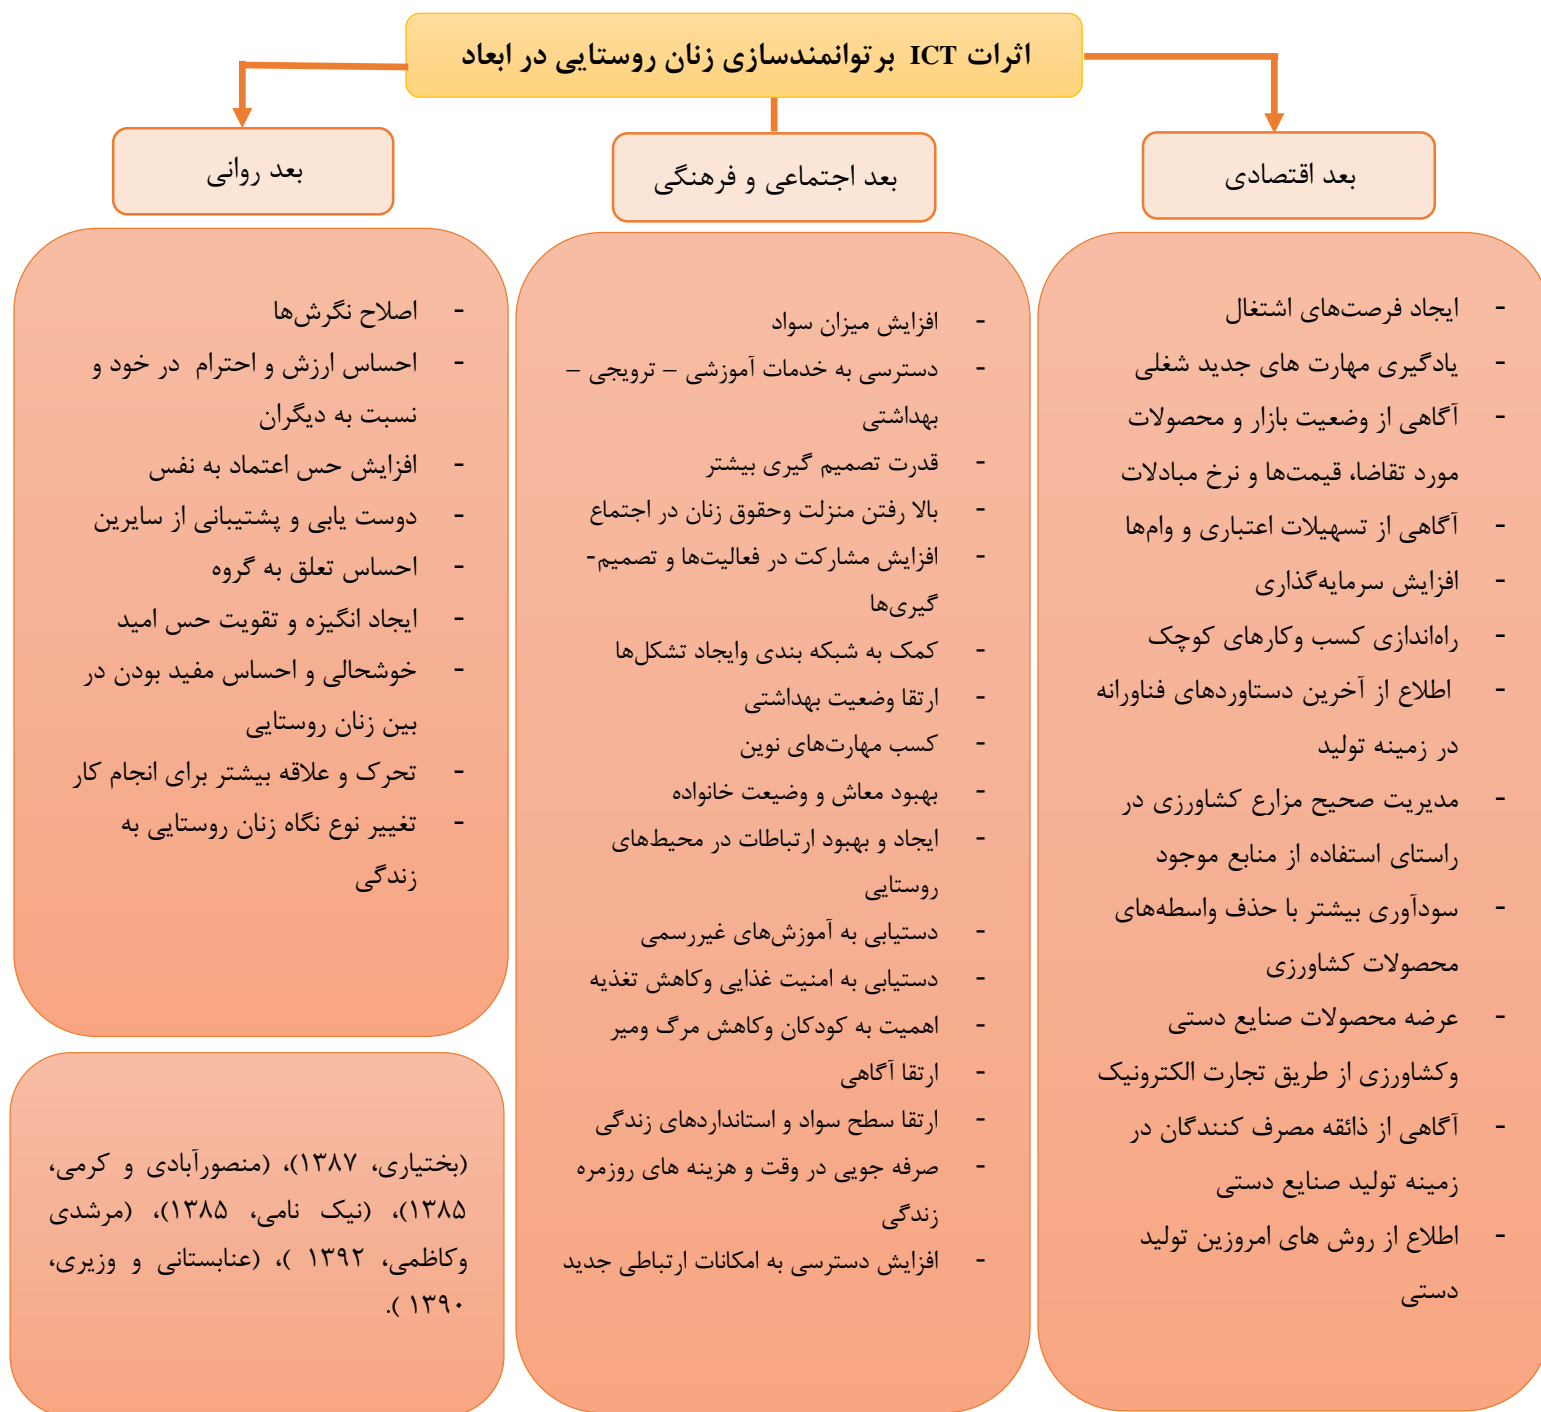 اثرات ICT برتوانمندسازی زنان روستایی در ابعاد
بعد اقتصادی
- ایجاد فرصت‌های اشتغال
- یادگیری مهارت های جدید شغلی
- آگاهی از وضعیت بازار و محصولات
مورد تقاضا، قیمت‌ها و نرخ مبادلات
- آگاهی از تسهیلات اعتباری و وام‌ها
- افزایش سرمایه‌گذاری
- راه‌اندازی کسب وکارهای کوچک
- اطلاع از آخرین دستاوردهای فناورانه
در زمینه تولید
- مدیریت صحیح مزارع کشاورزی در
راستای استفاده از منابع موجود
- سودآوری بیشتر با حذف واسطه‌های
محصولات کشاورزی
- عرضه محصولات صنایع دستی
وکشاورزی از طریق تجارت الکترونیک
- آگاهی از ذائقه مصرف کنندگان در
زمینه تولید صنایع دستی
- اطلاع از روش های امروزین تولید
دستی
بعد اجتماعی و فرهنگی
- افزایش میزان سواد
- دسترسی به خدمات آموزشی – ترویجی –
بهداشتی
- قدرت تصمیم گیری بیشتر
- بالا رفتن منزلت وحقوق زنان در اجتماع
- افزایش مشارکت در فعالیت‌ها و تصمیم-
گیری‌ها
- کمک به شبکه بندی وایجاد تشکل‌ها
- ارتقا وضعیت بهداشتی
- کسب مهارت‌های نوین
- بهبود معاش و وضیعت خانواده
- ایجاد و بهبود ارتباطات در محیط‌های
روستایی
- دستیابی به آموزش‌های غیررسمی
- دستیابی به امنیت غذایی وکاهش تغذیه
- اهمیت به کودکان وکاهش مرگ ومیر
- ارتقا آگاهی
- ارتقا سطح سواد و استانداردهای زندگی
- صرفه جویی در وقت و هزینه های روزمره
زندگی
- افزایش دسترسی به امکانات ارتباطی جدید
بعد روانی
- اصلاح نگرش‌ها
- احساس ارزش و احترام در خود و
نسبت به دیگران
- افزایش حس اعتماد به نفس
- دوست یابی و پشتیبانی از سایرین
- احساس تعلق به گروه
- ایجاد انگیزه و تقویت حس امید
- خوشحالی و احساس مفید بودن در
بین زنان روستایی
- تحرک و علاقه بیشتر برای انجام کار
- تغییر نوع نگاه زنان روستایی به
زندگی
(بختیاری، ۱۳۸۷)، (منصورآبادی و کرمی،
۱۳۸۵)، (نیک نامی، ۱۳۸۵)، (مرشدی
وکاظمی، ۱۳۹۲ )، (عنابستانی و وزیری،
۱۳۹۰ ).